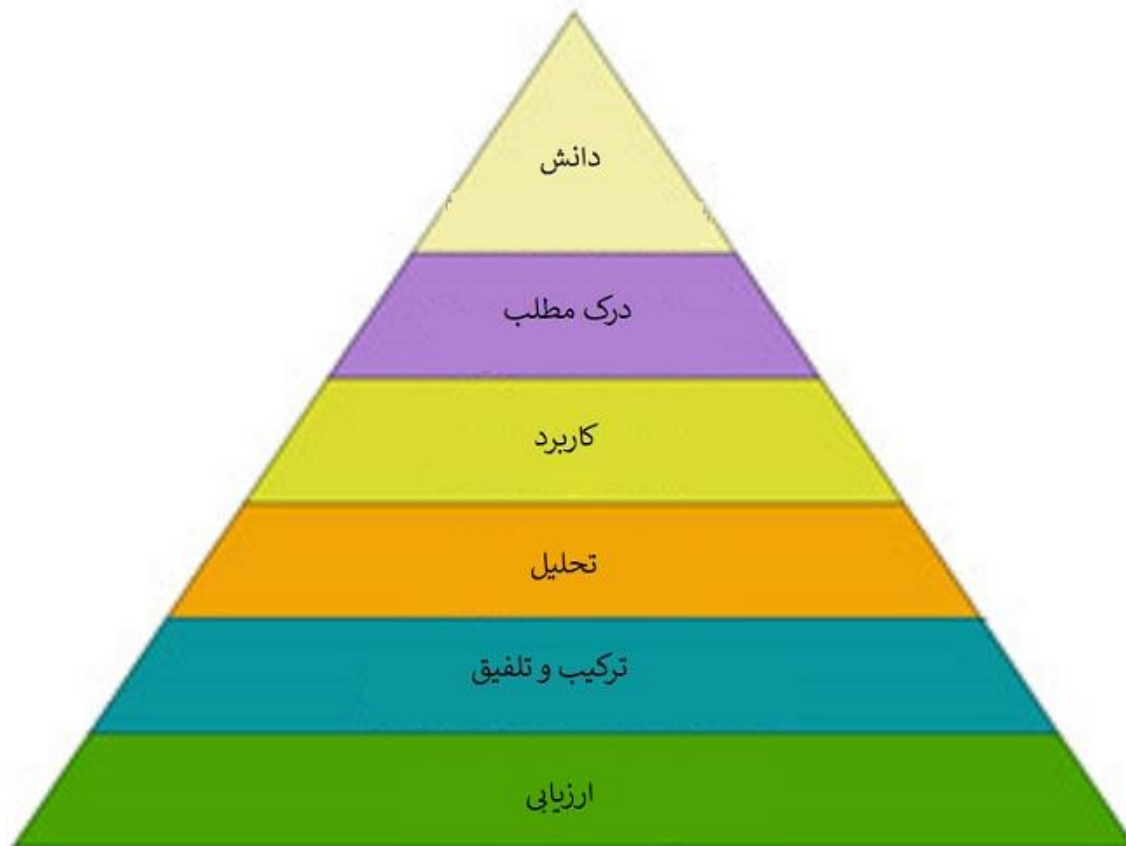 دانش
درک مطلب
کاربرد
تحلیل
ترکیب و تلفیق
ارزیابی